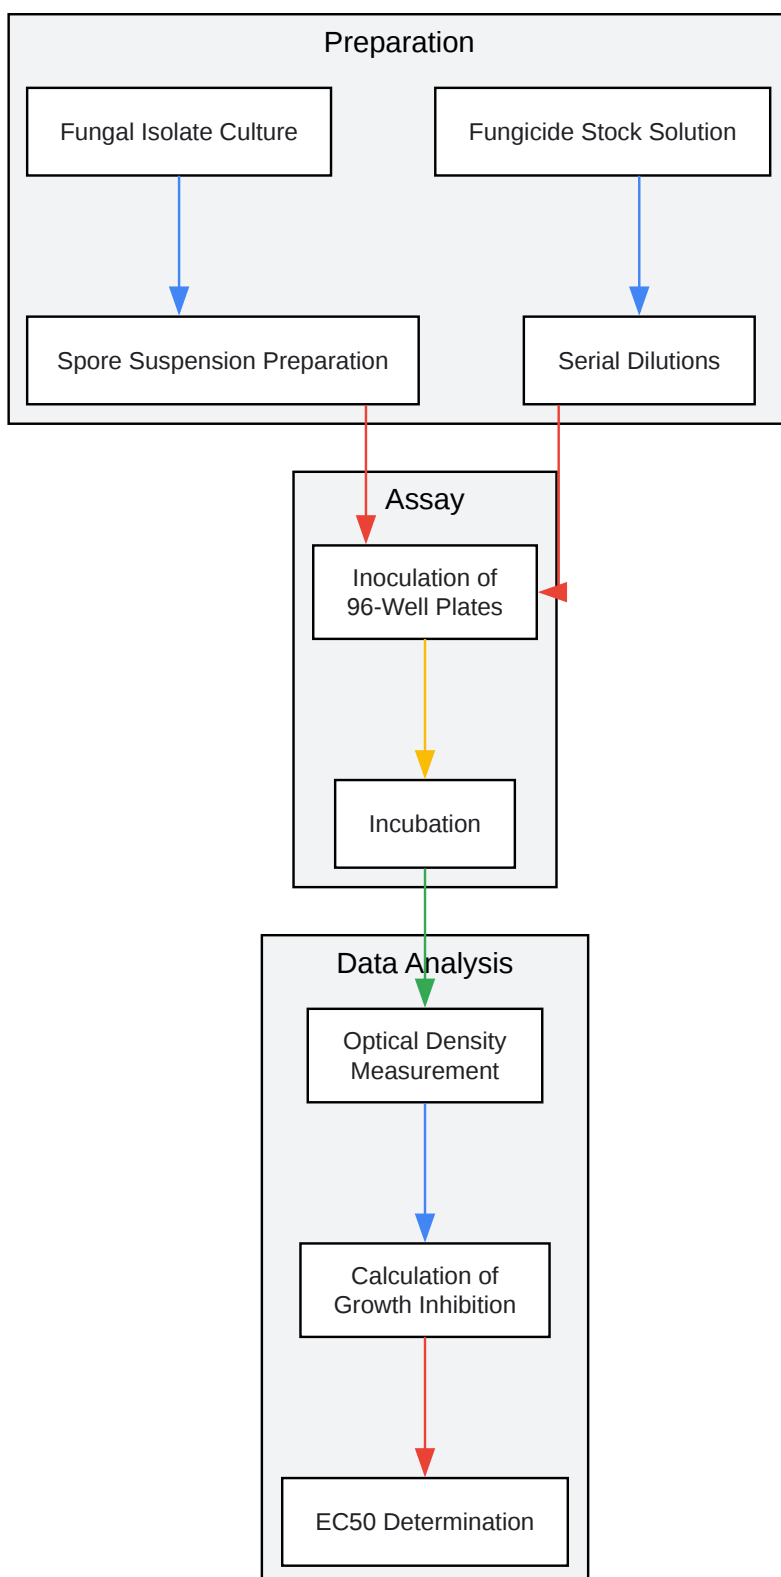 Preparation
Fungal Isolate Culture
Fungicide Stock Solution
Spore Suspension Preparation
Serial Dilutions
Assay
Inoculation of
96-Well Plates
Incubation
Data Analysis
Optical Density
Measurement
Calculation of
Growth Inhibition
EC50 Determination